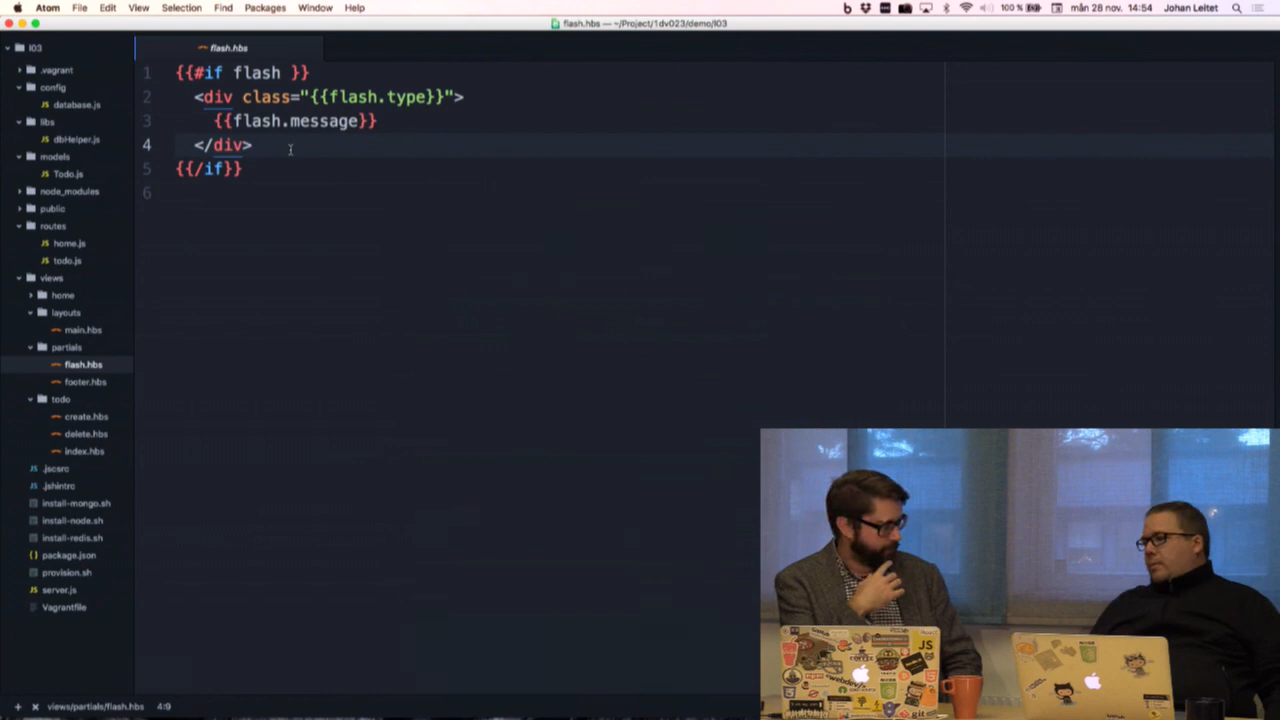 Atom File Edit View Selection Find Packages Window Help
100 % mån 28 nov. 14:54 Johan Leitet
flash.hbs — ~/Project/1dv023/demo/l03
l03
.vagrant
config
database.js
libs
dbHelper.js
models
Todo.js
node_modules
public
routes
home.js
todo.js
views
home
layouts
main.hbs
partials
flash.hbs
footer.hbs
todo
create.hbs
delete.hbs
index.hbs
.jscsrc
.jshintrc
install-mongo.sh
install-node.sh
install-redis.sh
package.json
provision.sh
server.js
Vagrantfile
flash.hbs
1 {{#if flash }}
2 <div class="{{flash.type}}">
3 {{flash.message}}
4 </div>
5 {{/if}}
6
views/partials/flash.hbs 4:9
JS
COFFEE
git